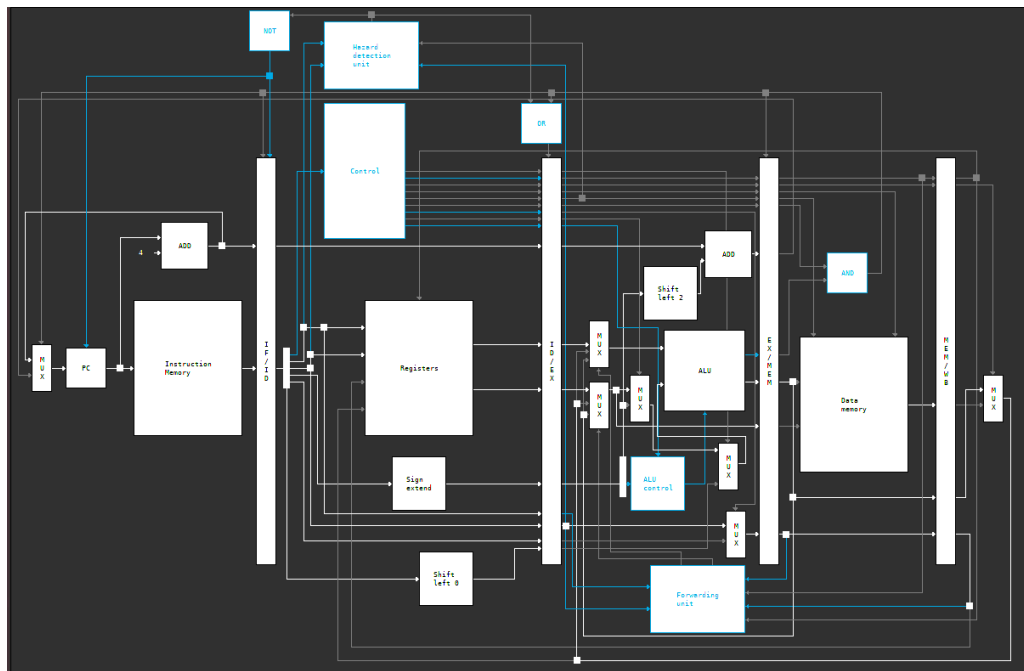 NOT
Hazard
detection
unit
OR
Control
ADD
4
ADD
AND
Shift
left 2
Instruction
Memory
Registers
ALU
Data
memory
M
U
X
PC
I
F
/
I
D
I
D
/
E
X
M
U
X
M
U
X
M
U
X
E
X
/
M
E
M
M
E
M
/
W
B
M
U
X
Sign
extend
ALU
control
M
U
X
M
U
X
Shift
left 0
Forwarding
unit